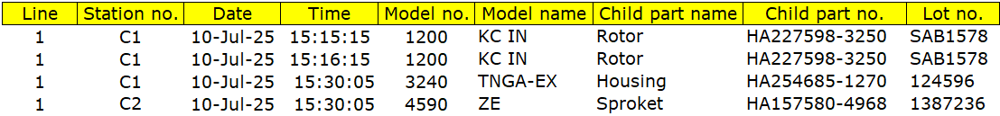 Line Station no. Date Time Model no. Model name Child part name Child part no. Lot no.
1 C1 10-Jul-25 15:15:15 1200 KC IN Rotor HA227598-3250 SAB1578
1 C1 10-Jul-25 15:16:15 1200 KC IN Rotor HA227598-3250 SAB1578
1 C1 10-Jul-25 15:30:05 3240 TNGA-EX Housing HA254685-1270 124596
1 C2 10-Jul-25 15:30:05 4590 ZE Sproket HA157580-4968 1387236